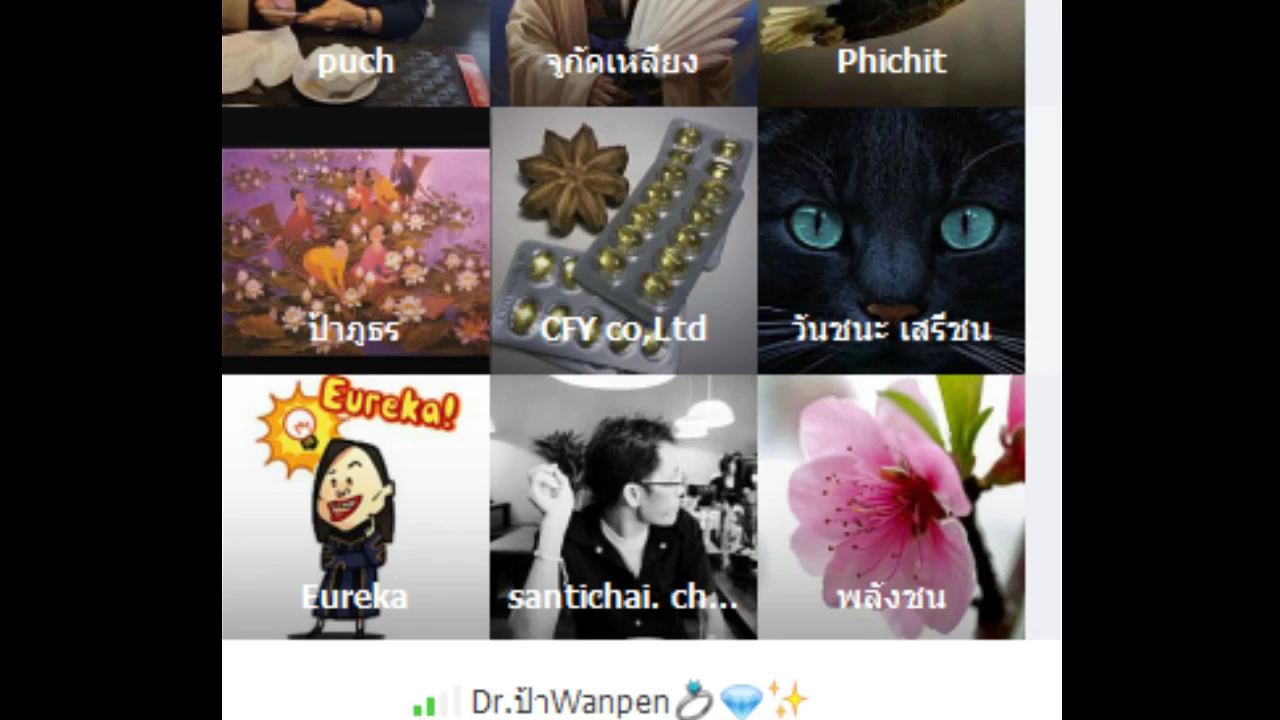 puch
จูกัดเหลียง
Phichit
ป้าภูธร
CFY co,Ltd
วันชนะ เสรีชน
Eureka!
Eureka
santichai. ch...
พลังชน
Dr.ป้าWanpen💍💎✨